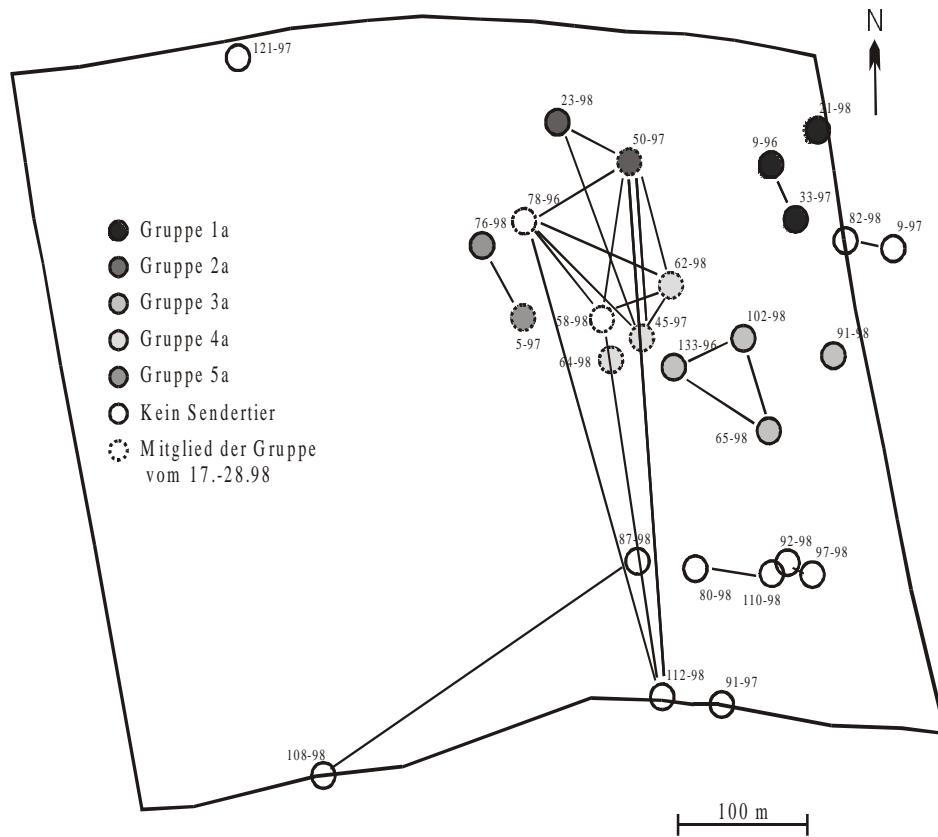 N
121-97
23-98
21-98
50-97
9-96
78-96
33-97
76-98
82-98
9-97
Gruppe 1a
Gruppe 2a
62-98
Gruppe 3a
58-98
45-97
102-98
5-97
Gruppe 4a
133-96
91-98
64-98
Gruppe 5a
Kein Sendertier
65-98
Mitglied der Gruppe
vom 17.-28.98
87-98
92-98
97-98
80-98
110-98
112-98
91-97
108-98
100 m